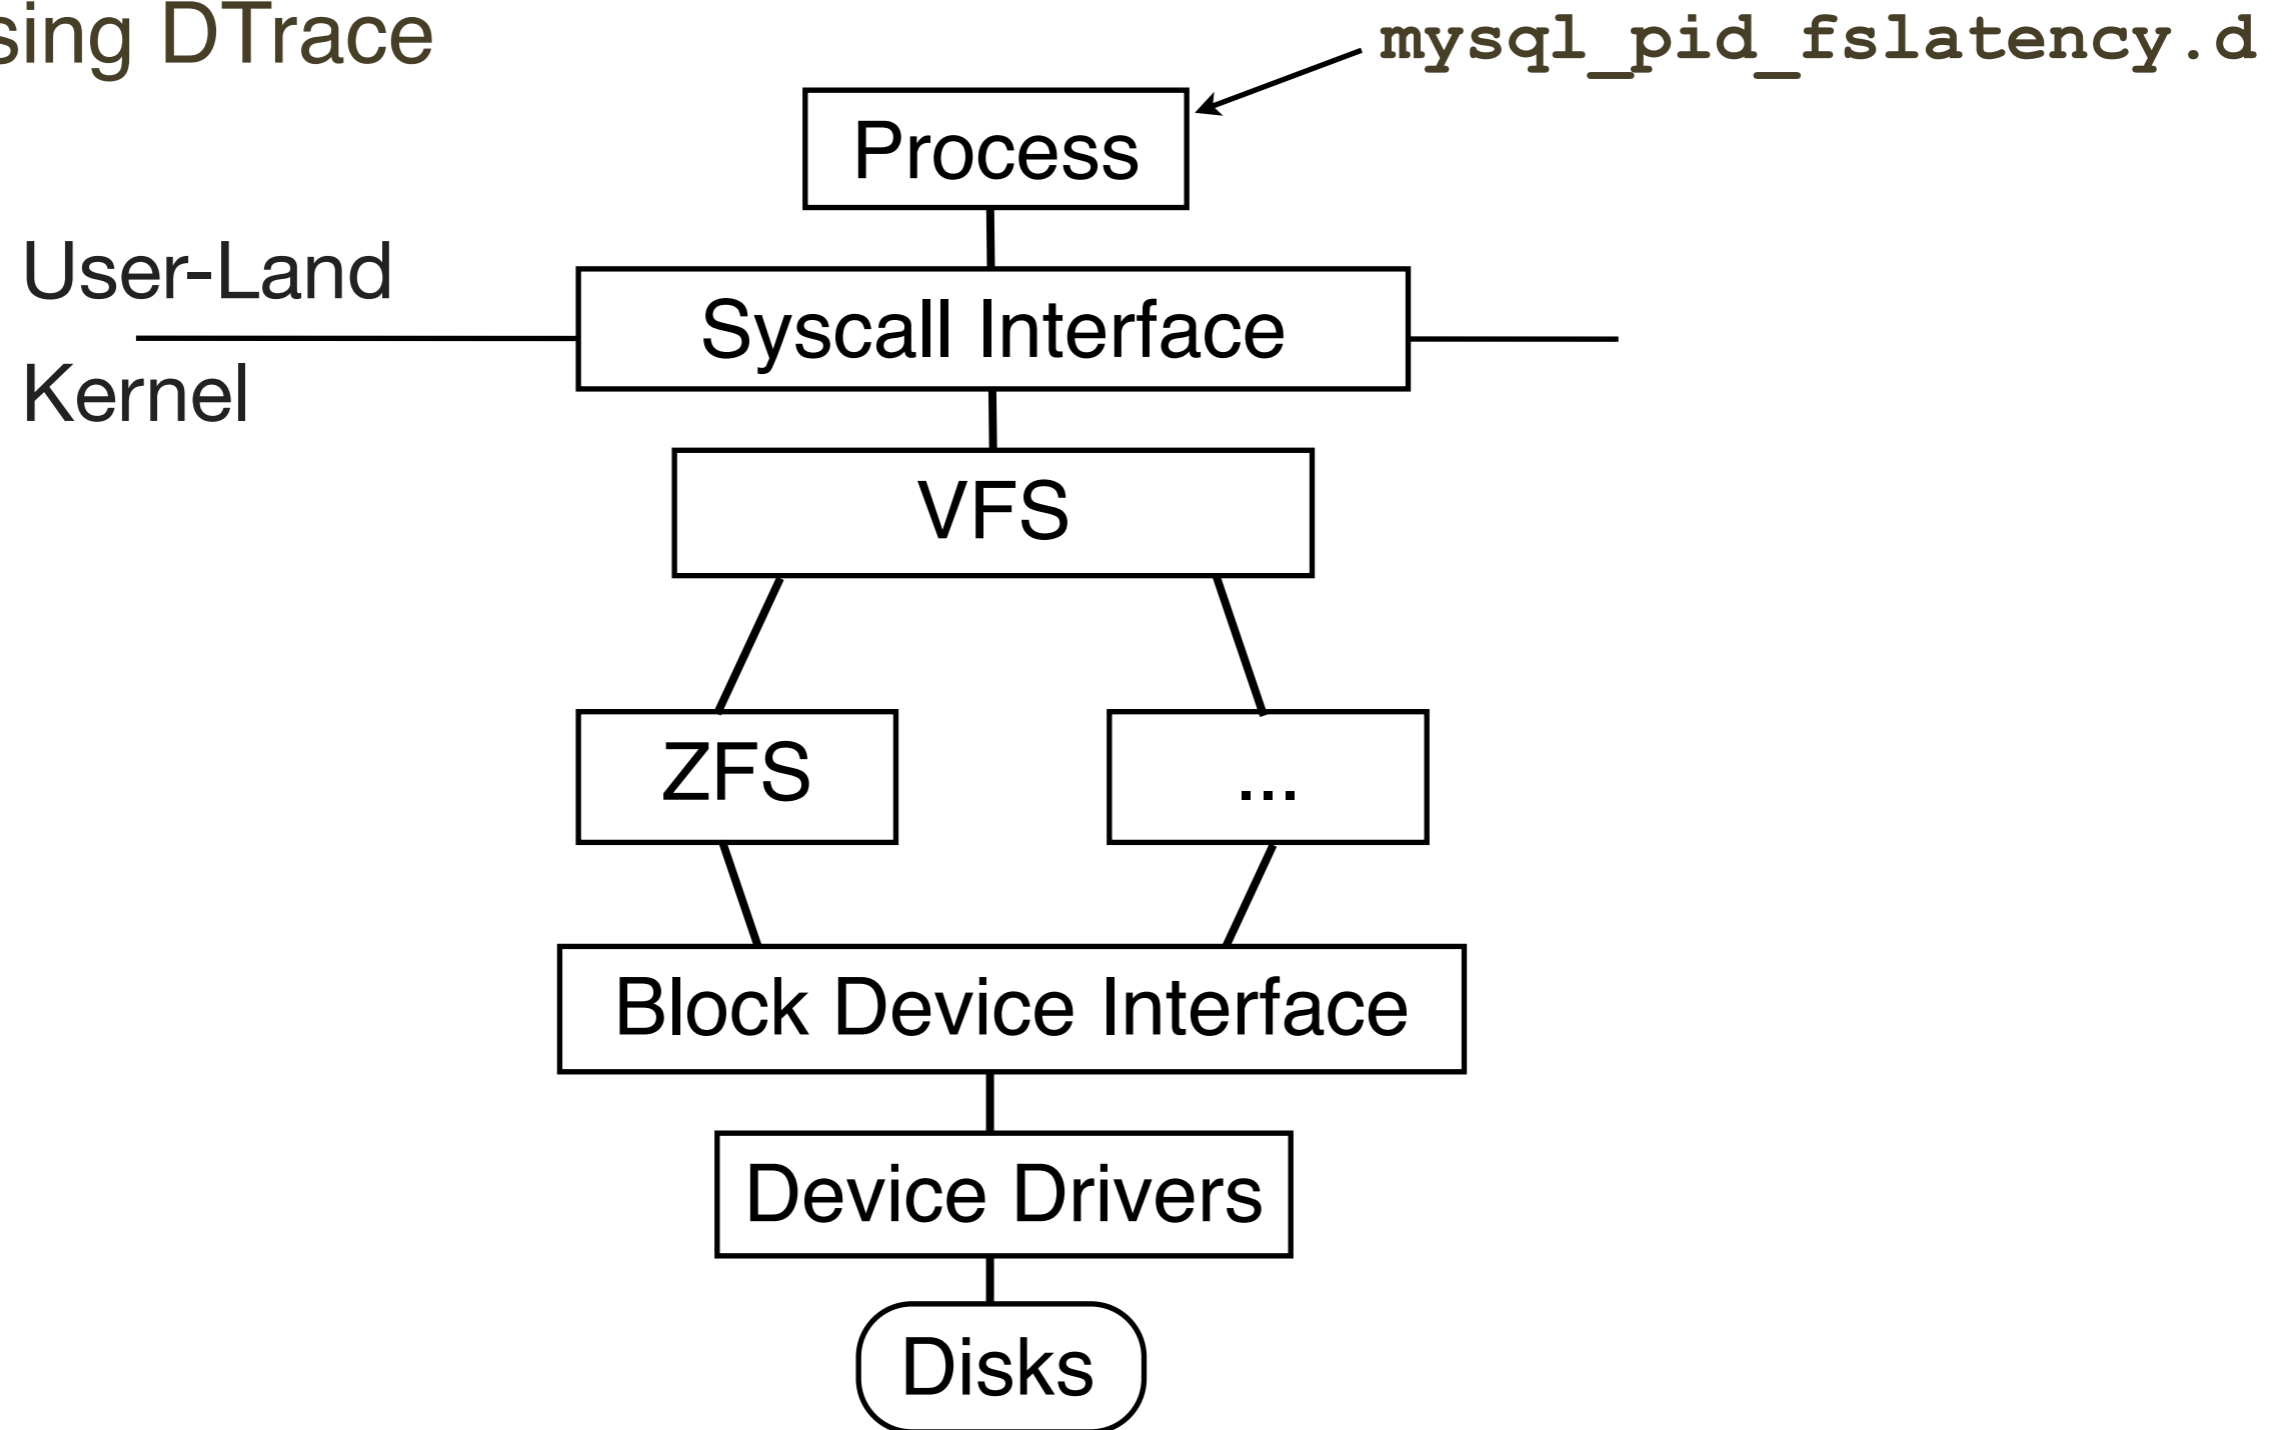 sing DTrace
mysql_pid_fslatency.d
Process
User-Land
Syscall Interface
Kernel
VFS
ZFS
...
Block Device Interface
Device Drivers
Disks